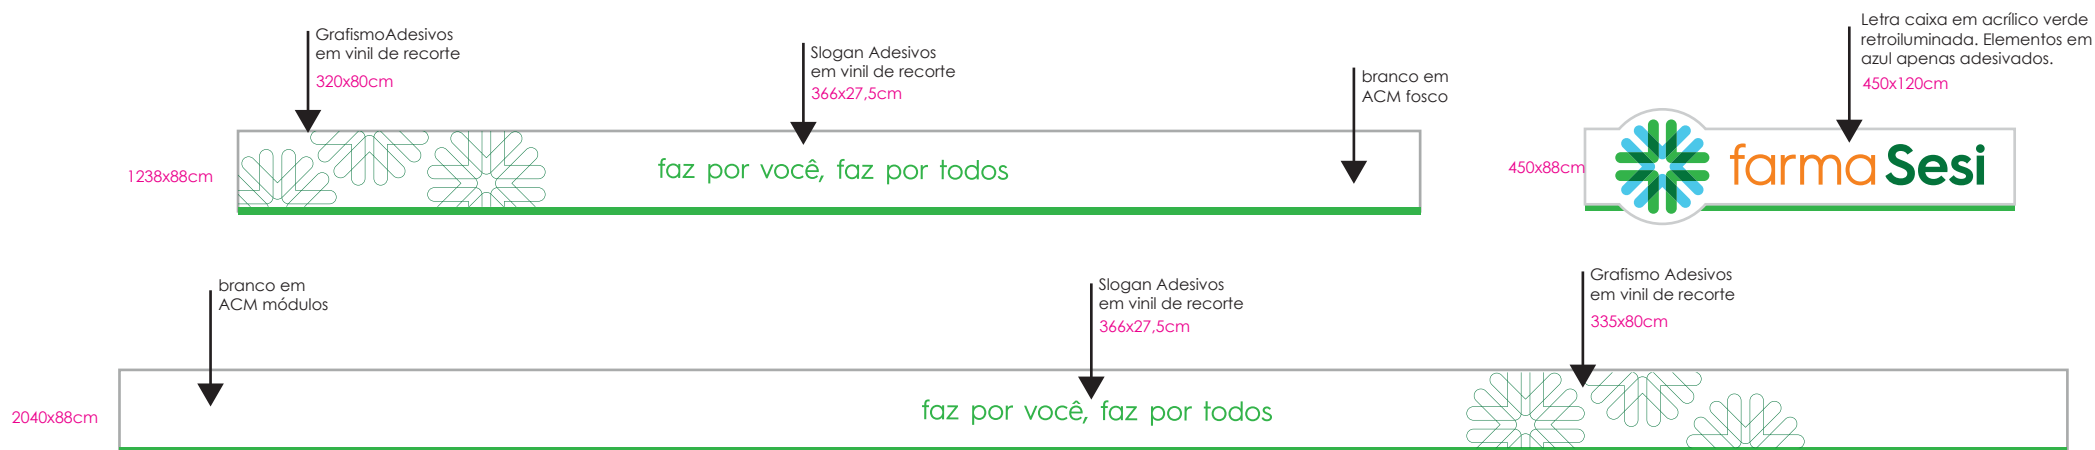 GrafismoAdesivos
em vinil de recorte
320x80cm
Slogan Adesivos
em vinil de recorte
366x27,5cm
branco em
ACM fosco
Letra caixa em acrílico verde
retroiluminada. Elementos em
azul apenas adesivados.
450x120cm
1238x88cm
faz por você, faz por todos
450x88cm
farma Sesi
branco em
ACM módulos
Slogan Adesivos
em vinil de recorte
366x27,5cm
Grafismo Adesivos
em vinil de recorte
335x80cm
2040x88cm
faz por você, faz por todos